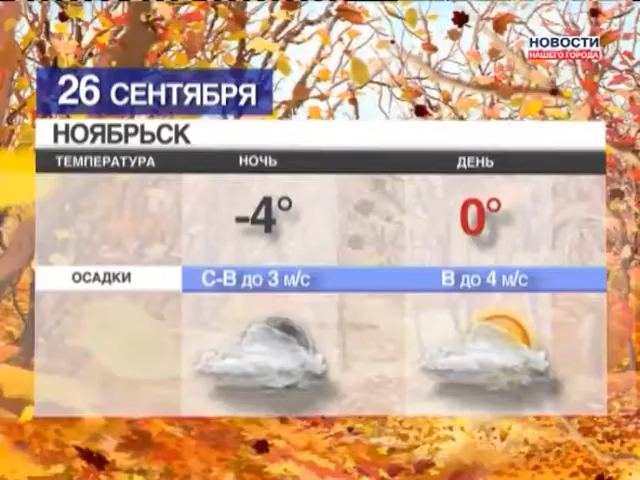 НОВОСТИ
НАШЕГО ГОРОДА
26 СЕНТЯБРЯ
НОЯБРЬСК
ТЕМПЕРАТУРА НОЧЬ ДЕНЬ
-4° 0°
ОСАДКИ С-В ДО 3 М/С В ДО 4 М/С